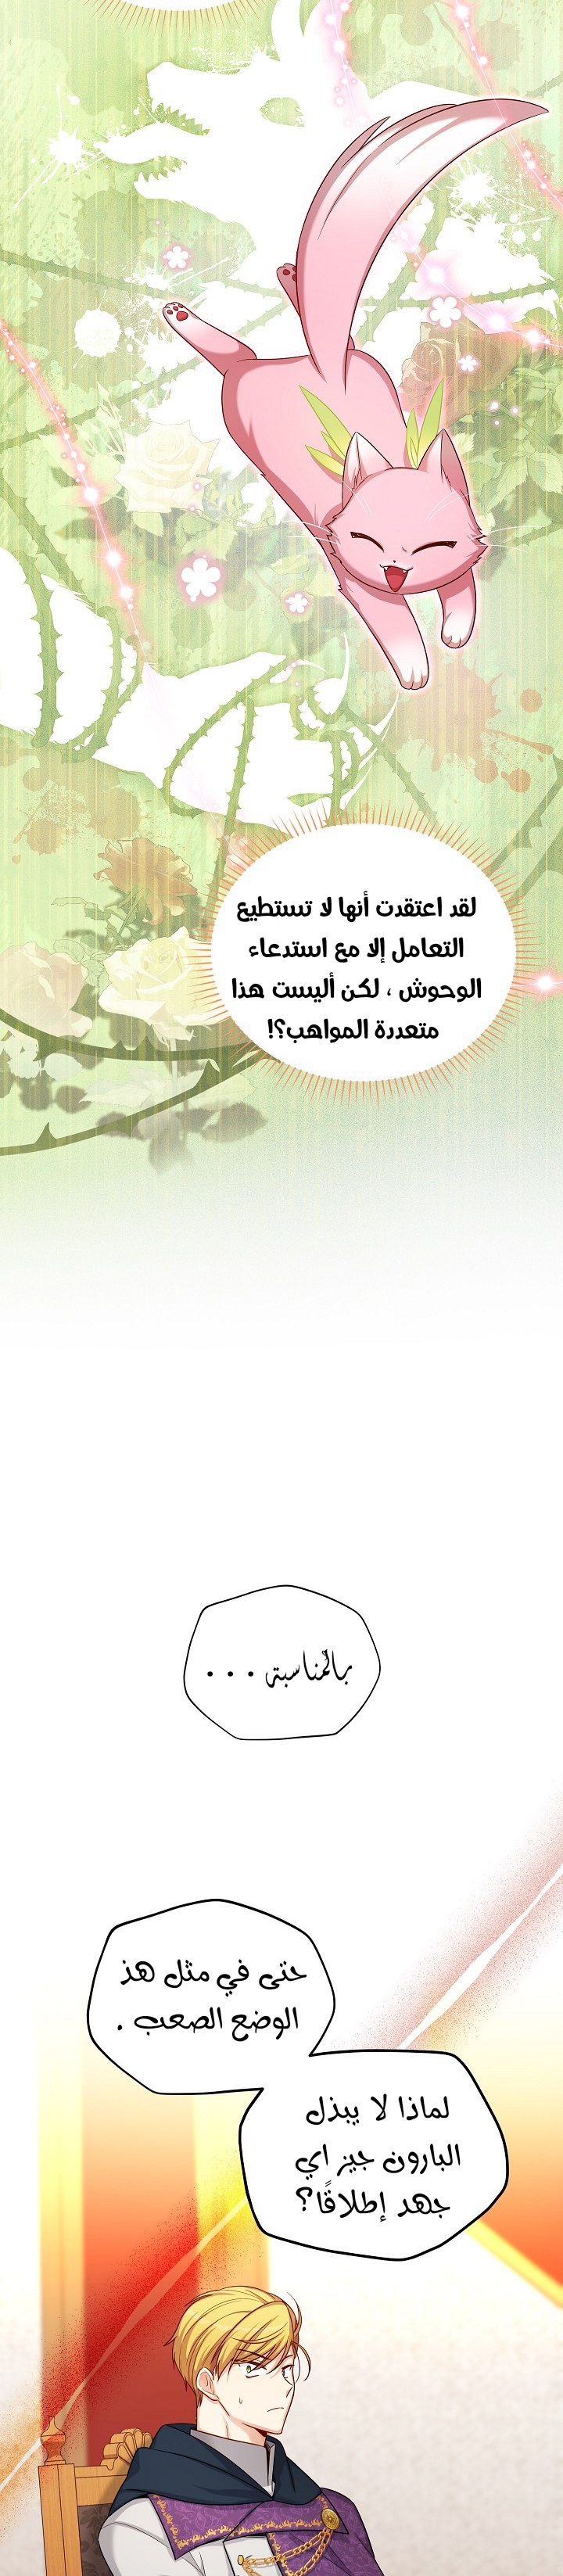 لقد اعتقدت أنها لا تستطيع
التعامل إلا مع استدعاء
الوحوش ، لكن أليست هذا
متعددة المواهب؟!
بالمناسبة...
حتى في مثل هذ
الوضع الصعب .
لماذا لا يبذل
البارون جيز اي
جهد إطلاقًا؟